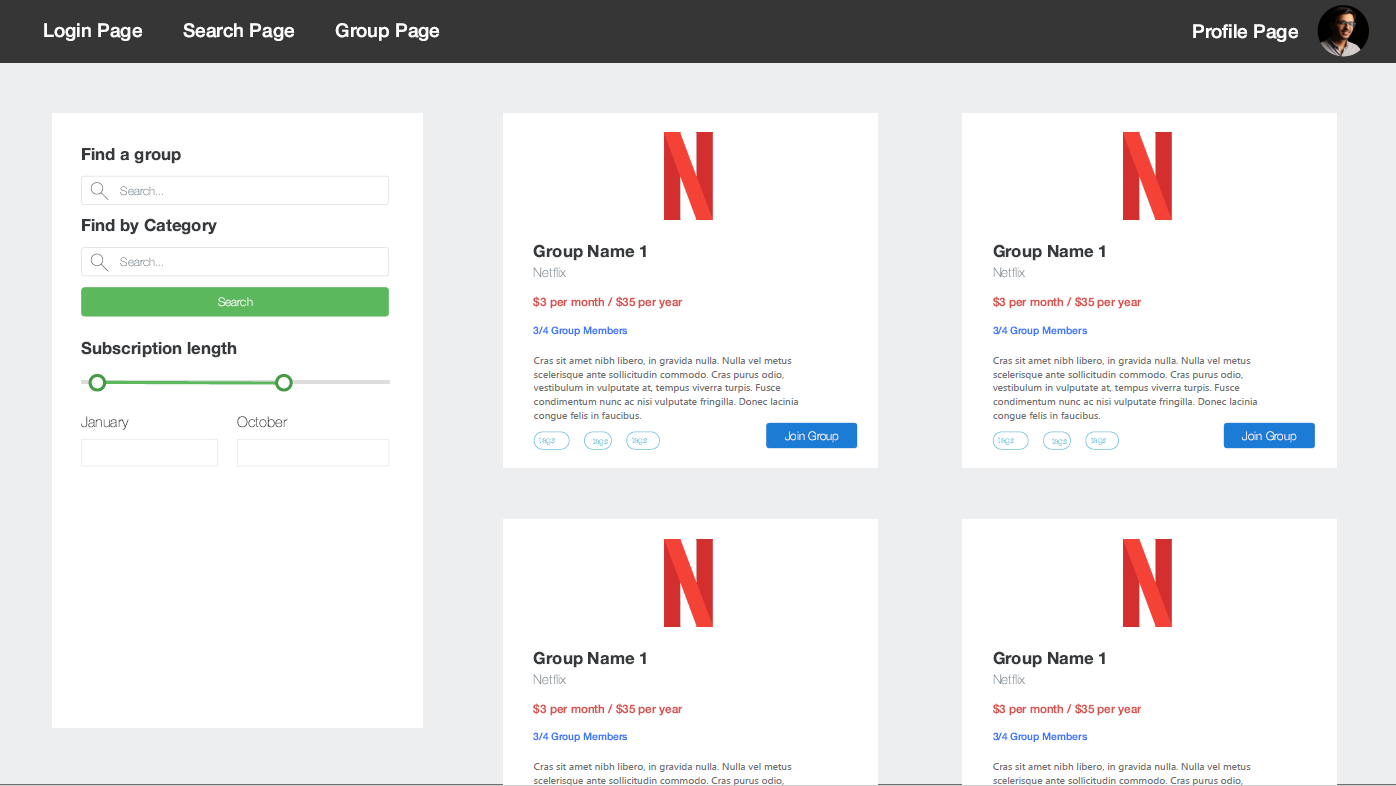 Login Page
Search Page
Group Page
Profile Page
Find a group
Search...
Find by Category
Search...
Search
Subscription length
January
October
Group Name 1
Netflix
$3 per month / $35 per year
3/4 Group Members
Cras sit amet nibh libero, in gravida nulla. Nulla vel metus
scelerisque ante sollicitudin commodo. Cras purus odio,
vestibulum in vulputate at, tempus viverra turpis. Fusce
condimentum nunc ac nisi vulputate fringilla. Donec lacinia
congue felis in faucibus.
tags
tags
tags
Join Group
Group Name 1
Netflix
$3 per month / $35 per year
3/4 Group Members
Cras sit amet nibh libero, in gravida nulla. Nulla vel metus
scelerisque ante sollicitudin commodo. Cras purus odio,
vestibulum in vulputate at, tempus viverra turpis. Fusce
condimentum nunc ac nisi vulputate fringilla. Donec lacinia
congue felis in faucibus.
tags
tags
tags
Join Group
Group Name 1
Netflix
$3 per month / $35 per year
3/4 Group Members
Cras sit amet nibh libero, in gravida nulla. Nulla vel metus
scelerisque ante sollicitudin commodo. Cras purus odio,
Group Name 1
Netflix
$3 per month / $35 per year
3/4 Group Members
Cras sit amet nibh libero, in gravida nulla. Nulla vel metus
scelerisque ante sollicitudin commodo. Cras purus odio,